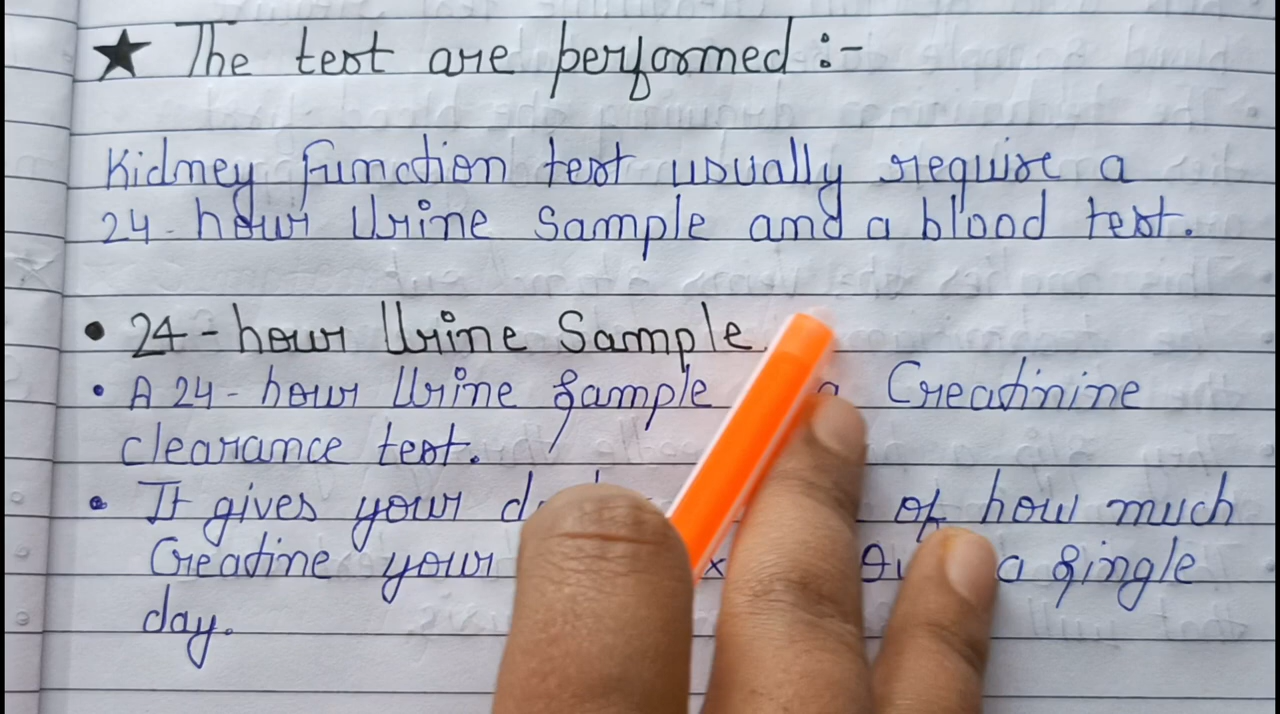 ★ The test are performed :-
Kidney function test usually require a
24-hour Urine sample and a blood test.
• 24-hour Urine Sample
• A 24-hour Urine sample a Creatinine
clearance test.
• It gives your of how much
Creatine your a single
day.